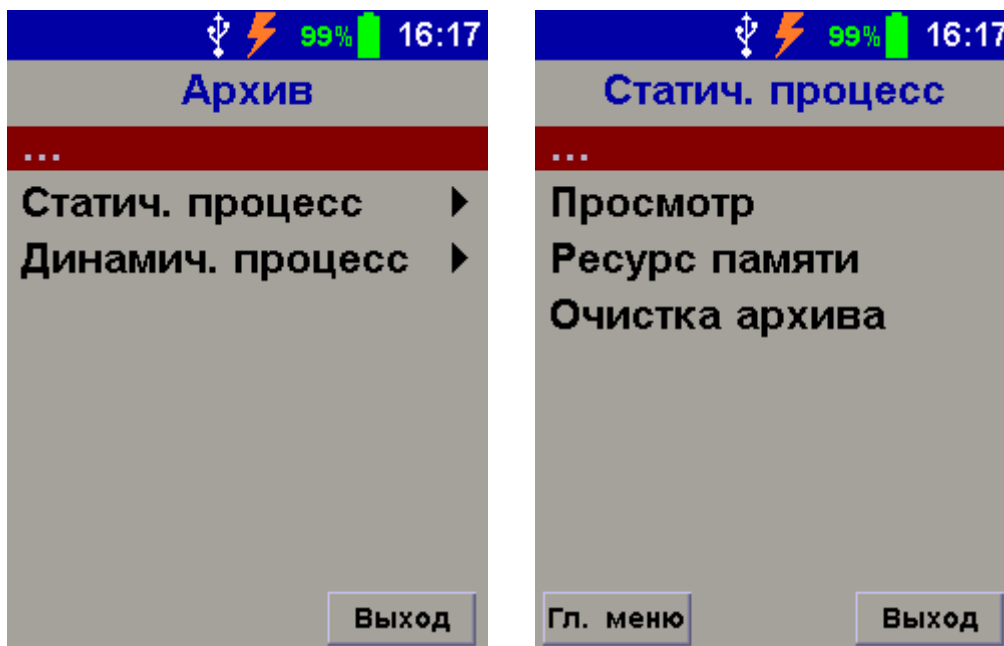 99% 16:17
Архив
...
Статич. процесс
Динамич. процесс
Выход
99% 16:17
Статич. процесс
...
Просмотр
Ресурс памяти
Очистка архива
Гл. меню Выход